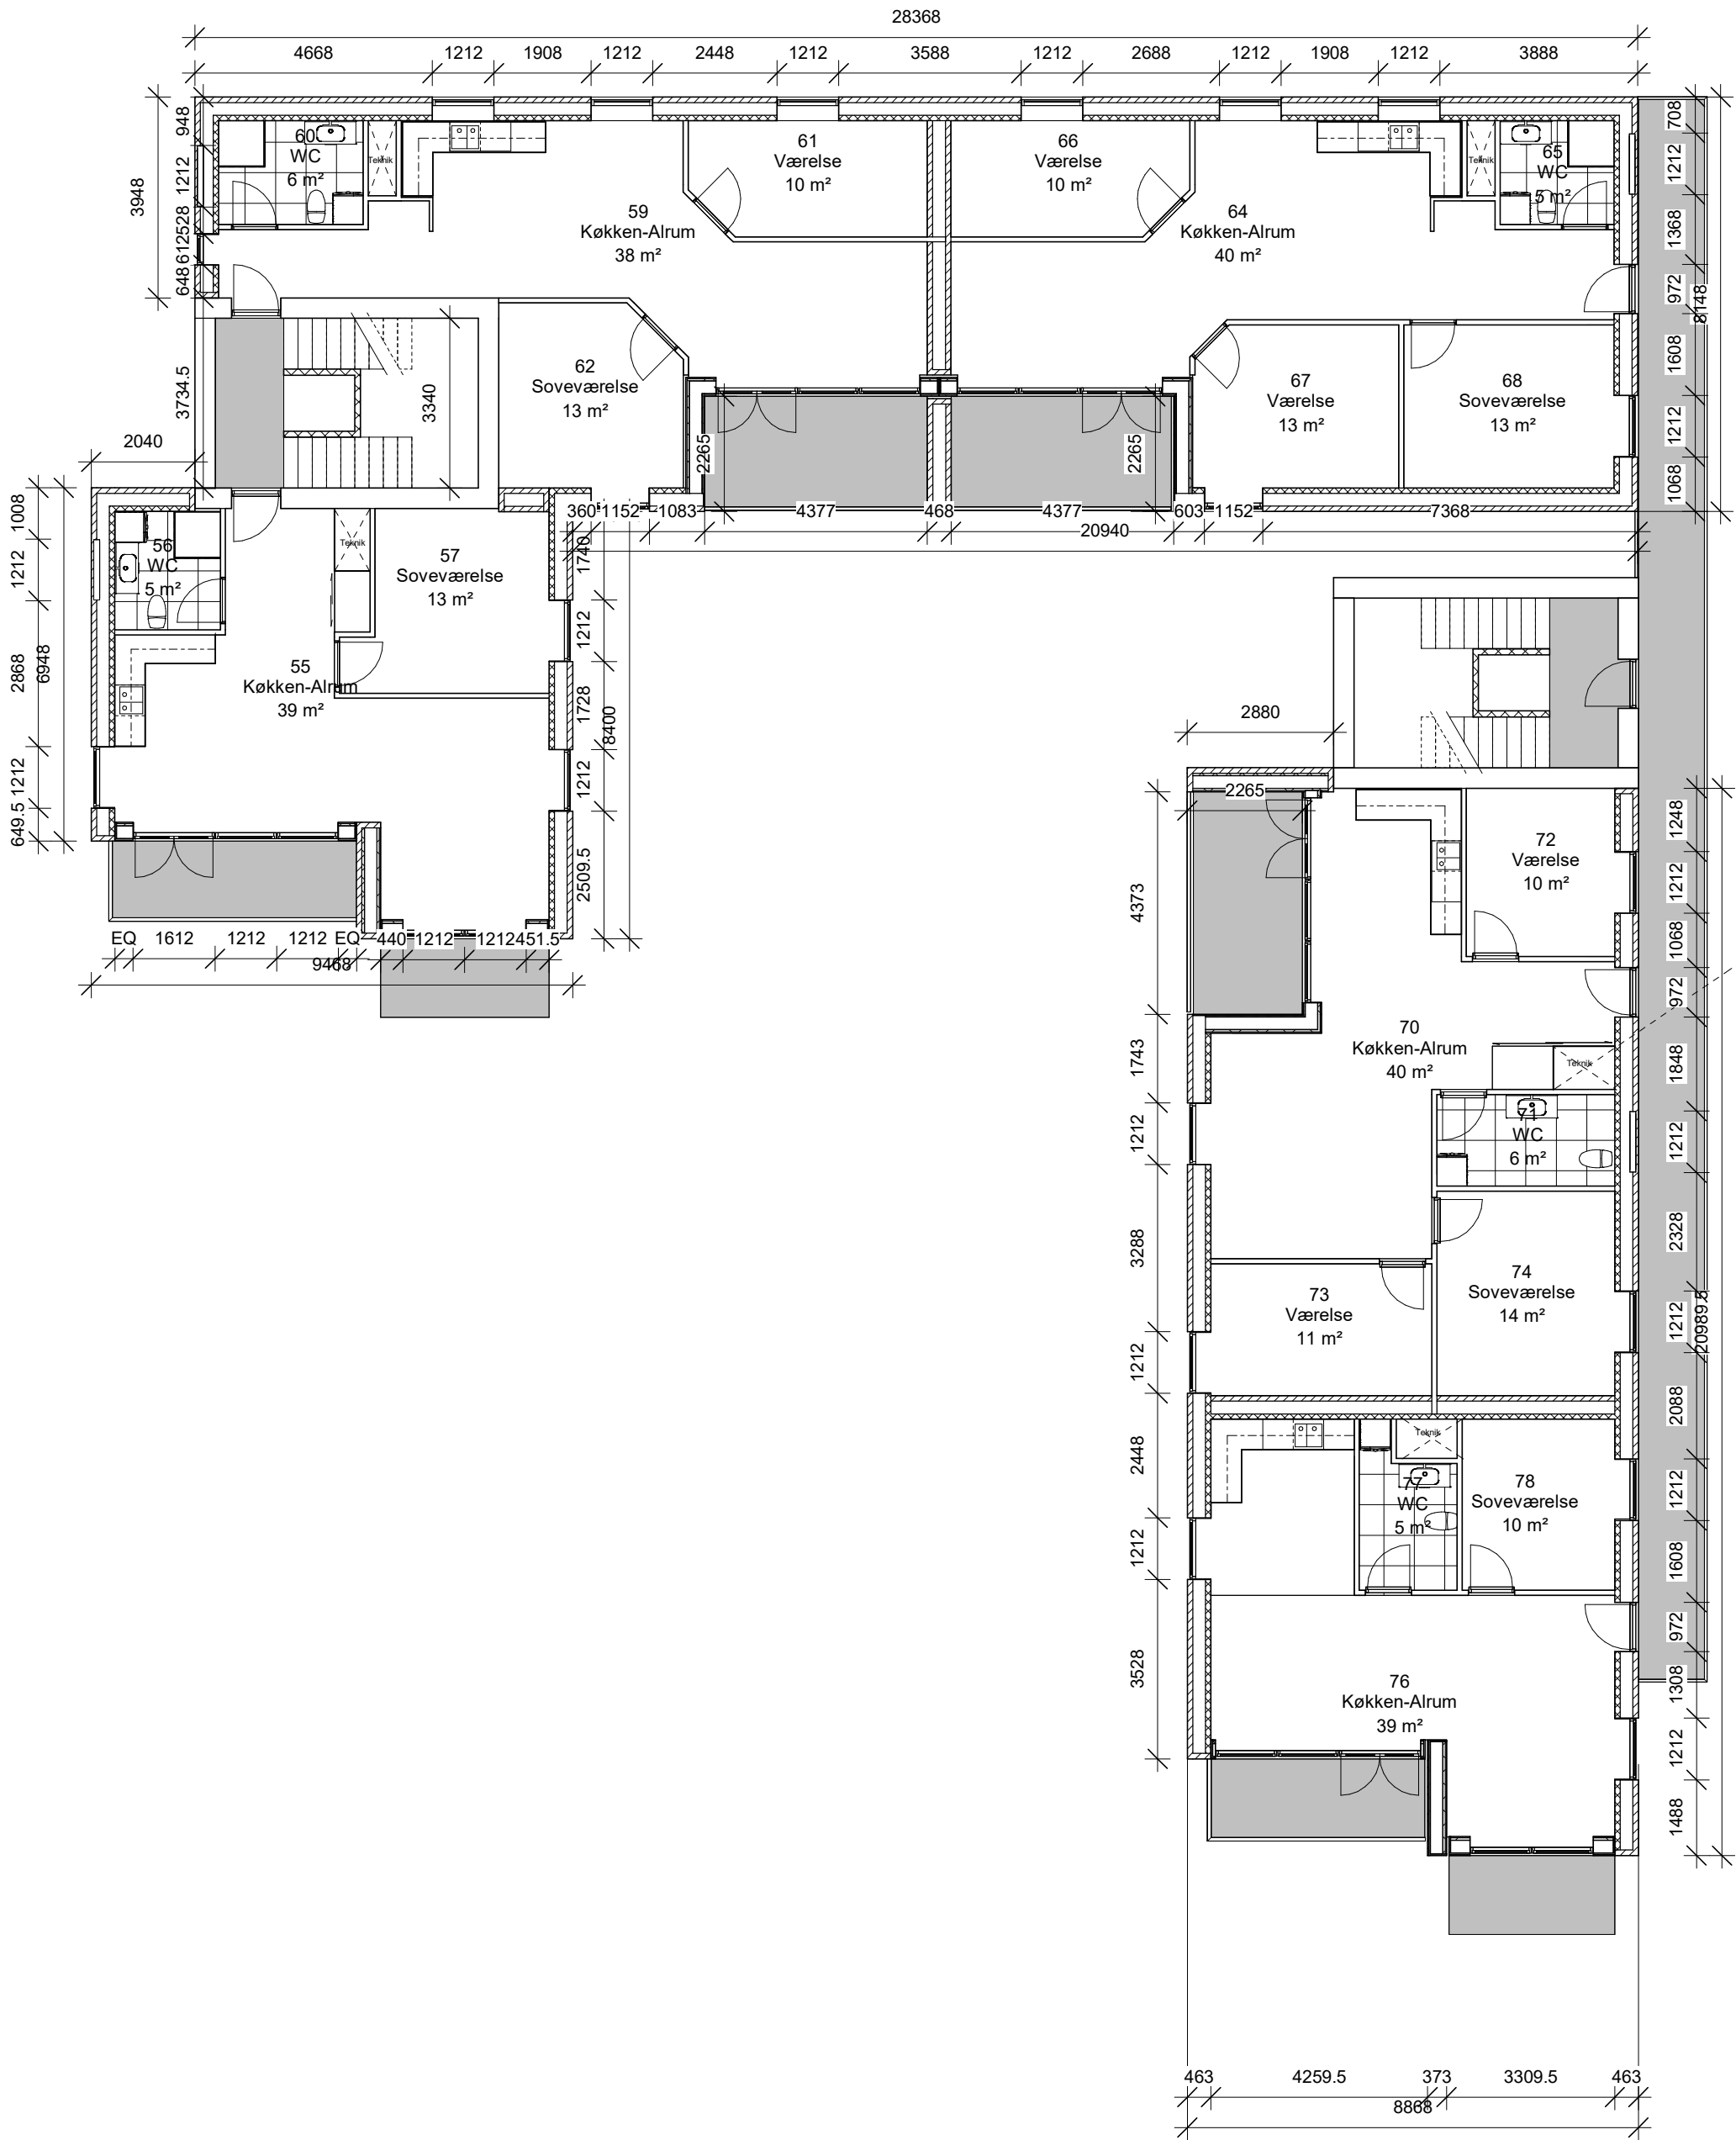 28368
4668 1212 1908 1212 2448 1212 3588 1212 2688 1212 1908 1212 3888
948
1212
528
612
648
3948
3734.5
60
WC
6 m²
Teknik
61
Værelse
10 m²
66
Værelse
10 m²
Teknik
65
WC
5 m²
59
Køkken-Alrum
38 m²
64
Køkken-Alrum
40 m²
708
1212
1368
972
8148
1608
1212
1068
3340
62
Soveværelse
13 m²
67
Værelse
13 m²
68
Soveværelse
13 m²
2265
2265
360 1152 1083 4377 468 4377 603 1152 7368
20940
2040
1008
1212
2868
6948
1212
649.5
56
WC
5 m²
Teknik
57
Soveværelse
13 m²
55
Køkken-Alrum
39 m²
1740
1212
1728
8400
1212
2509.5
EQ 1612 1212 1212 EQ 440 1212 1212 451.5
9468
2880
2265
4373
1743
1212
3288
1212
2448
1212
3528
72
Værelse
10 m²
70
Køkken-Alrum
40 m²
Teknik
71
WC
6 m²
74
Soveværelse
14 m²
73
Værelse
11 m²
Teknik
77
WC
5 m²
78
Soveværelse
10 m²
76
Køkken-Alrum
39 m²
1248
1212
1068
972
1848
1212
2328
1212
20989.5
2088
1212
1608
972
1308
1212
1488
463 4259.5 373 3309.5 463
8868